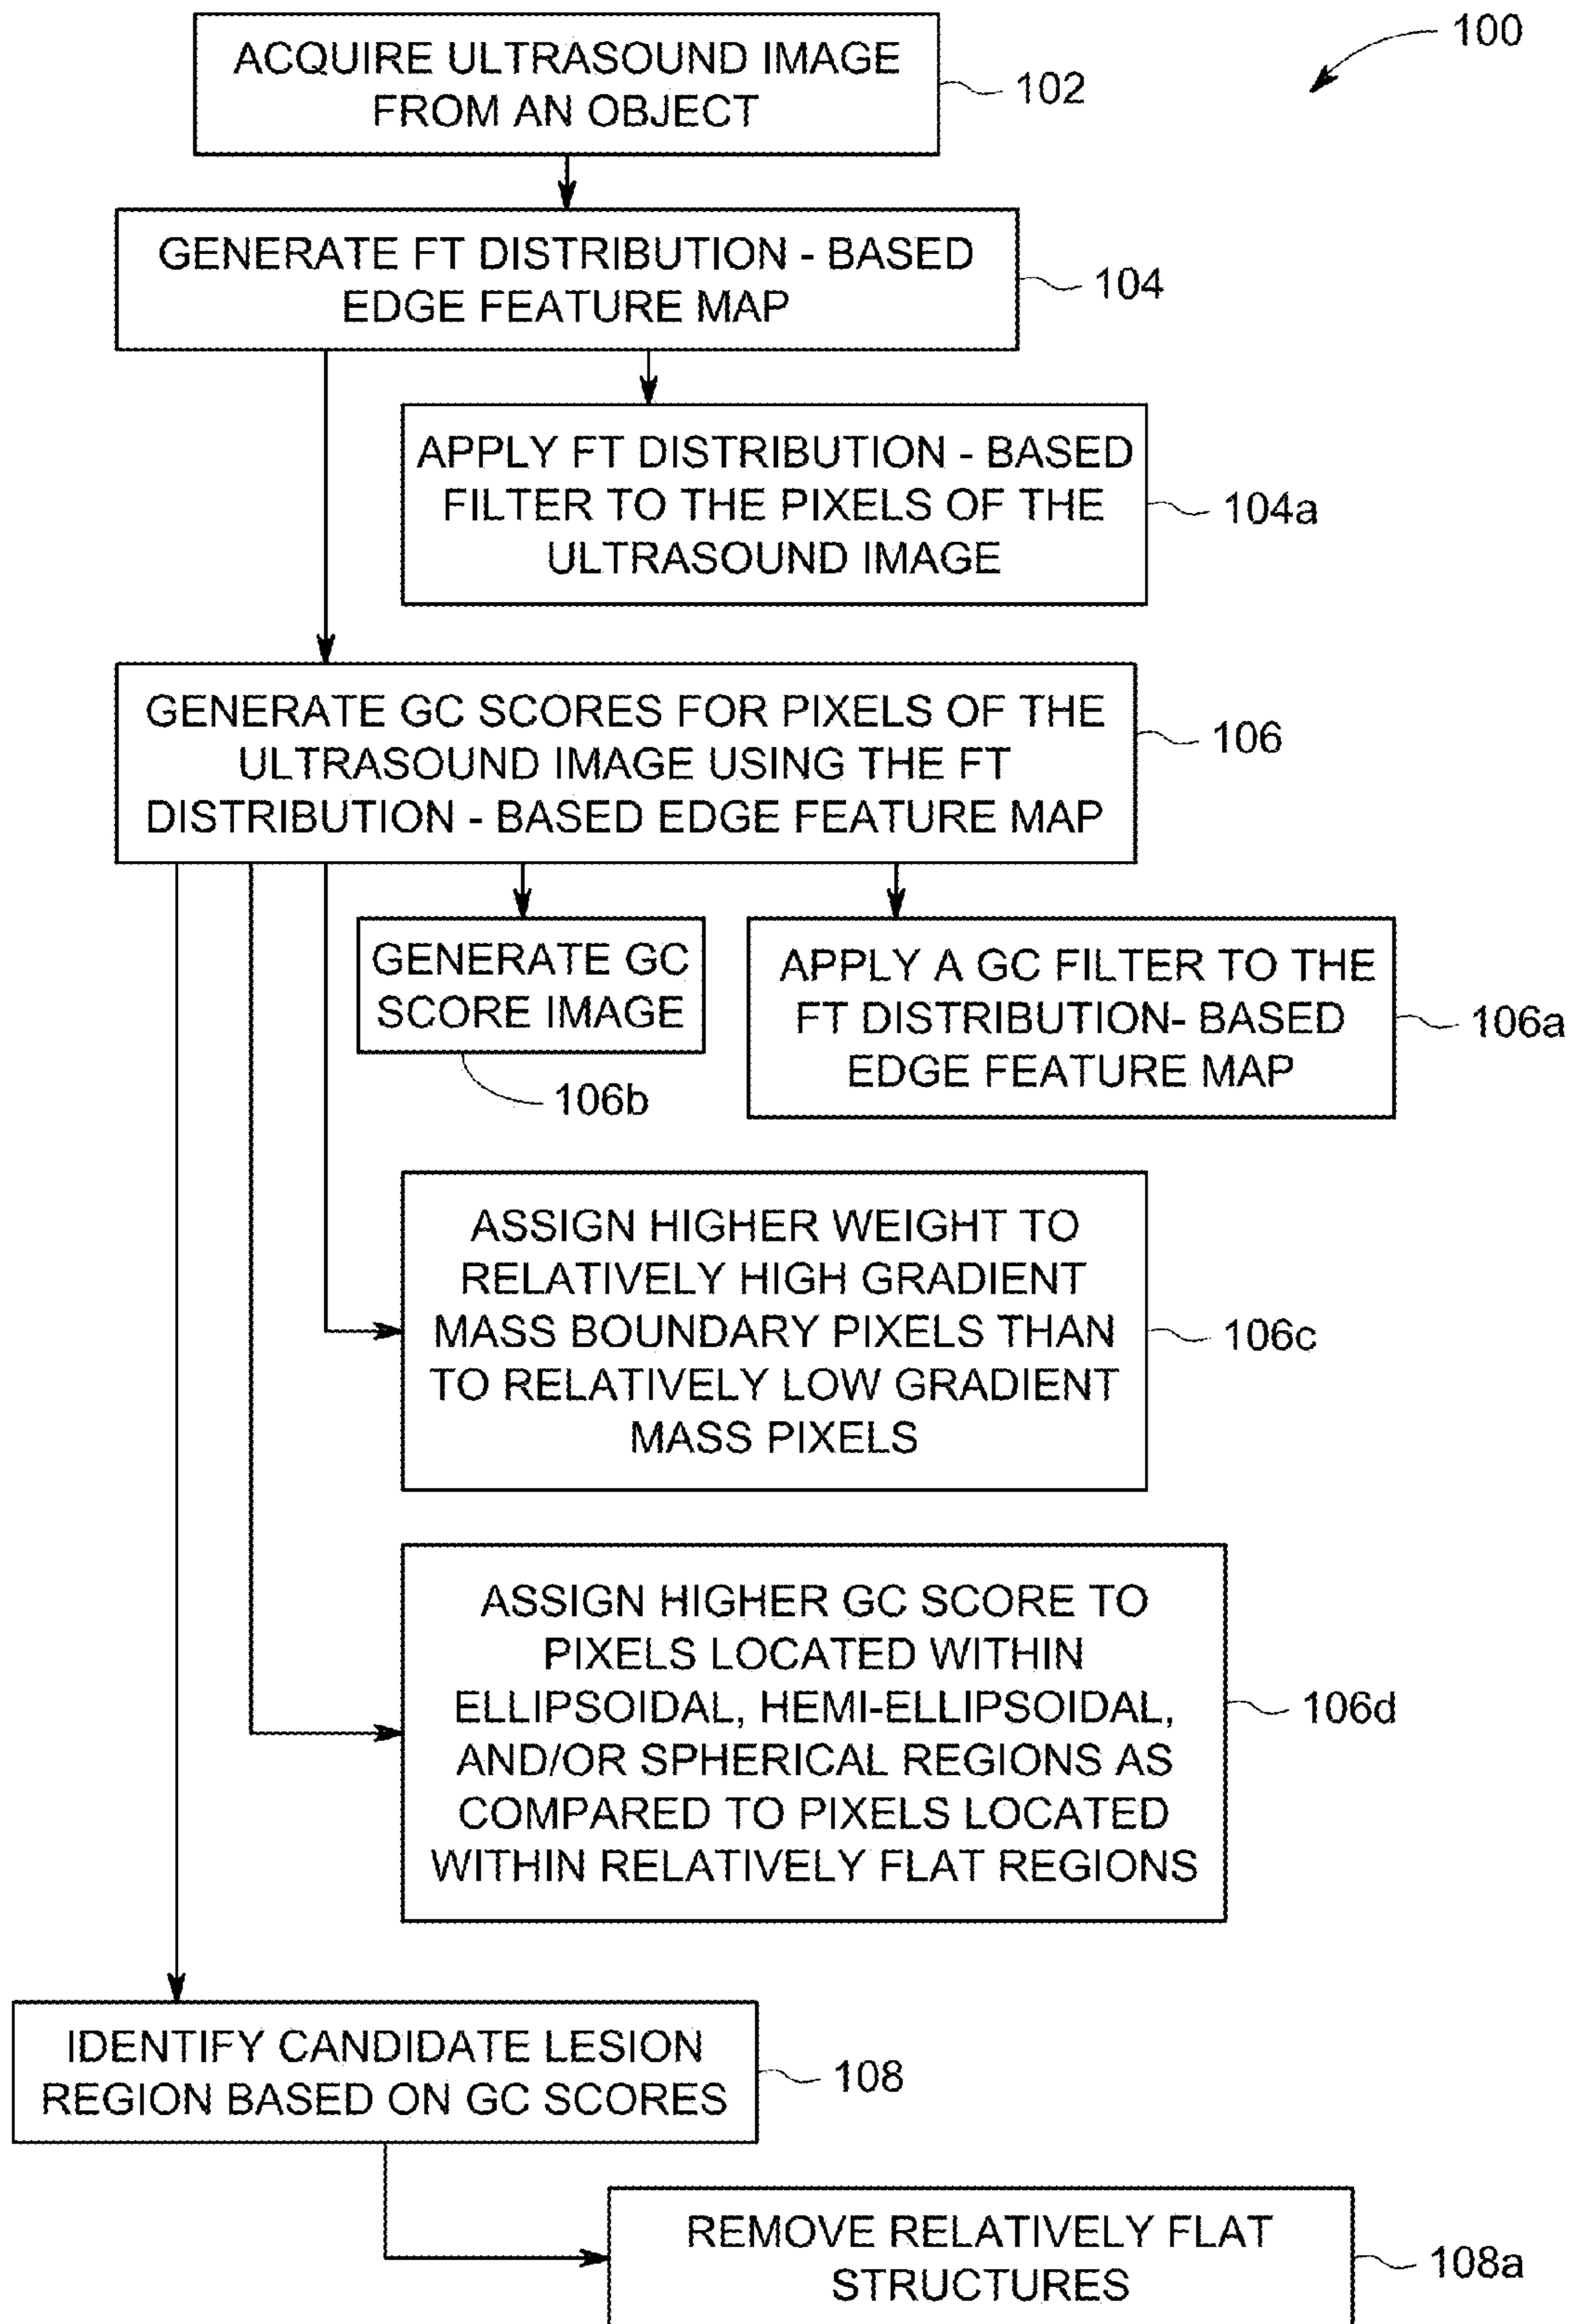 100
ACQUIRE ULTRASOUND IMAGE
FROM AN OBJECT
102
GENERATE FT DISTRIBUTION - BASED
EDGE FEATURE MAP
104
APPLY FT DISTRIBUTION - BASED
FILTER TO THE PIXELS OF THE
ULTRASOUND IMAGE
104a
GENERATE GC SCORES FOR PIXELS OF THE
ULTRASOUND IMAGE USING THE FT
DISTRIBUTION - BASED EDGE FEATURE MAP
106
GENERATE GC
SCORE IMAGE
106b
APPLY A GC FILTER TO THE
FT DISTRIBUTION- BASED
EDGE FEATURE MAP
106a
ASSIGN HIGHER WEIGHT TO
RELATIVELY HIGH GRADIENT
MASS BOUNDARY PIXELS THAN
TO RELATIVELY LOW GRADIENT
MASS PIXELS
106c
ASSIGN HIGHER GC SCORE TO
PIXELS LOCATED WITHIN
ELLIPSOIDAL, HEMI-ELLIPSOIDAL,
AND/OR SPHERICAL REGIONS AS
COMPARED TO PIXELS LOCATED
WITHIN RELATIVELY FLAT REGIONS
106d
IDENTIFY CANDIDATE LESION
REGION BASED ON GC SCORES
108
REMOVE RELATIVELY FLAT
STRUCTURES
108a